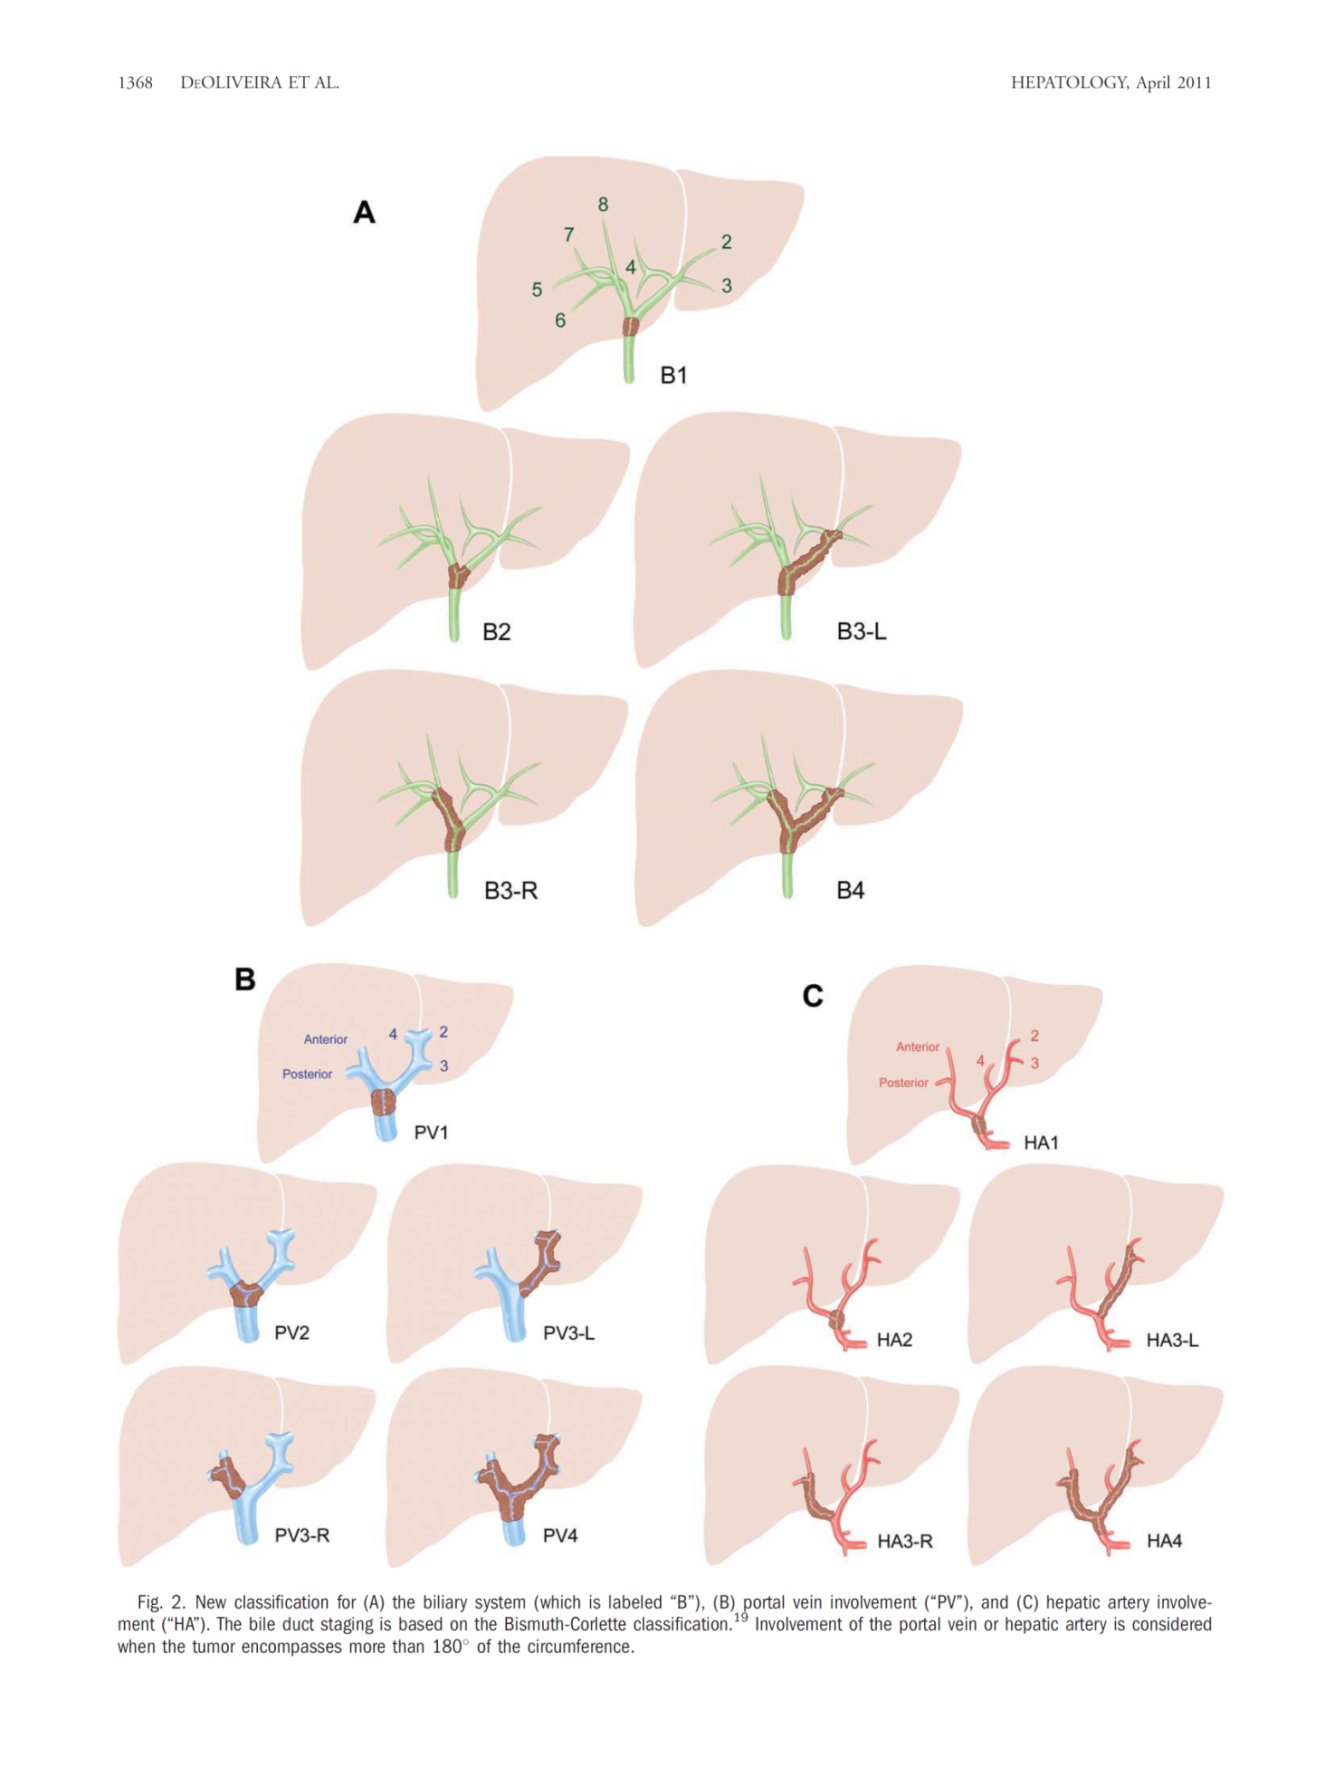 1368 DEOLIVEIRA ET AL. HEPATOLOGY, April 2011
A
8
7
2
4
5
3
6
B1
B2
B3-L
B3-R
B4
B
C
Anterior 4 2
Posterior 3
PV1
Anterior 4 2
Posterior 3
HA1
PV2
PV3-L
HA2
HA3-L
PV3-R
PV4
HA3-R
HA4
Fig. 2. New classification for (A) the biliary system (which is labeled “B”), (B) portal vein involvement (“PV”), and (C) hepatic artery involve-
ment (“HA”). The bile duct staging is based on the Bismuth-Corlette classification.19 Involvement of the portal vein or hepatic artery is considered
when the tumor encompasses more than 180° of the circumference.